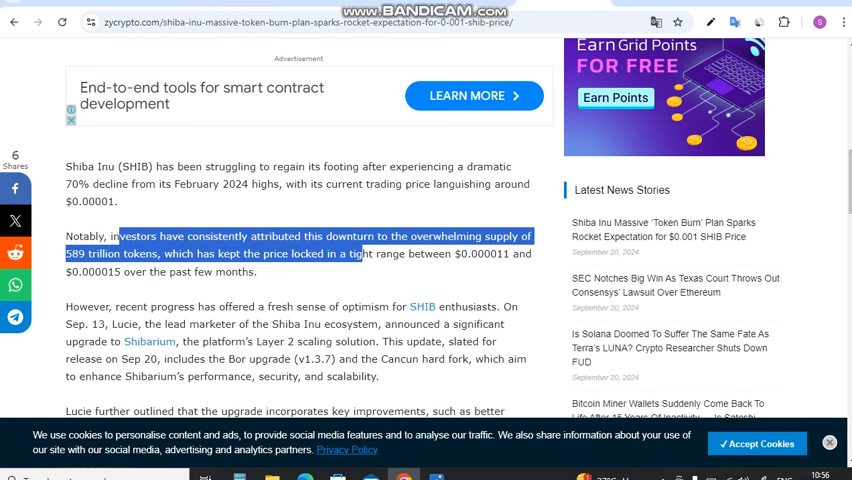 www.BANDICAM.com
zycrypto.com/shiba-inu-massive-token-burn-plan-sparks-rocket-expectation-for-0-001-shib-price/
S
Advertisement
End-to-end tools for smart contract
development
LEARN MORE
Earn Grid Points
FOR FREE
Earn Points
6
Shares
Shiba Inu (SHIB) has been struggling to regain its footing after experiencing a dramatic
70% decline from its February 2024 highs, with its current trading price languishing around
$0.00001.
Notably, investors have consistently attributed this downturn to the overwhelming supply of
589 trillion tokens, which has kept the price locked in a tight range between $0.000011 and
$0.000015 over the past few months.
However, recent progress has offered a fresh sense of optimism for SHIB enthusiasts. On
Sep. 13, Lucie, the lead marketer of the Shiba Inu ecosystem, announced a significant
upgrade to Shibarium, the platform's Layer 2 scaling solution. This update, slated for
release on Sep 20, includes the Bor upgrade (v1.3.7) and the Cancun hard fork, which aim
to enhance Shibarium's performance, security, and scalability.
Lucie further outlined that the upgrade incorporates key improvements, such as better
Latest News Stories
Shiba Inu Massive 'Token Burn' Plan Sparks
Rocket Expectation for $0.001 SHIB Price
September 20, 2024
SEC Notches Big Win As Texas Court Throws Out
Consensys' Lawsuit Over Ethereum
September 20, 2024
Is Solana Doomed To Suffer The Same Fate As
Terra's LUNA? Crypto Researcher Shuts Down
FUD
September 20, 2024
Bitcoin Miner Wallets Suddenly Come Back To
Life After 15 Years Of Inactivity — Is Satoshi
We use cookies to personalise content and ads, to provide social media features and to analyse our traffic. We also share information about your use of
our site with our social media, advertising and analytics partners. Privacy Policy
✓Accept Cookies
10:56